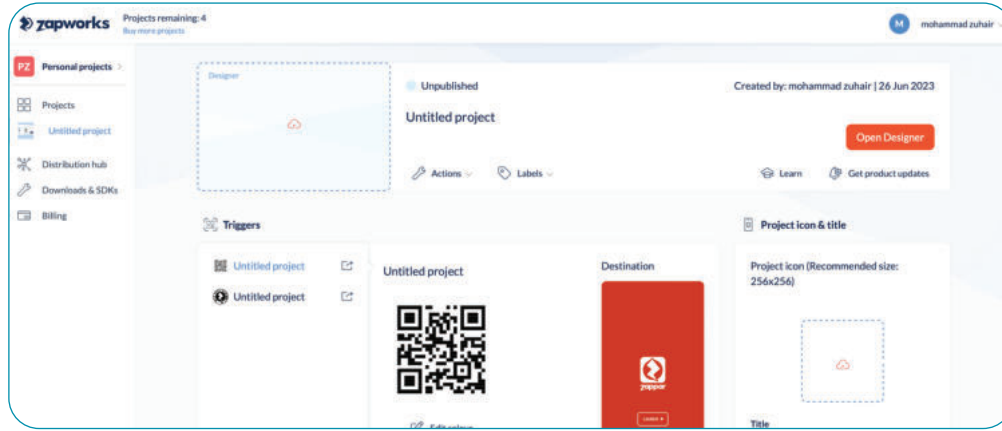 zapworks
Projects remaining: 4
Buy more projects
M
mohammad zuhair
PZ
Personal projects
Projects
Untitled project
Distribution hub
Downloads & SDKs
Billing
Designer
Unpublished
Created by: mohammad zuhair | 26 Jun 2023
Untitled project
Open Designer
Actions
Labels
Learn
Get product updates
Triggers
Project icon & title
Untitled project
Untitled project
Untitled project
Destination
zappar
Project icon (Recommended size:
256x256)
Title